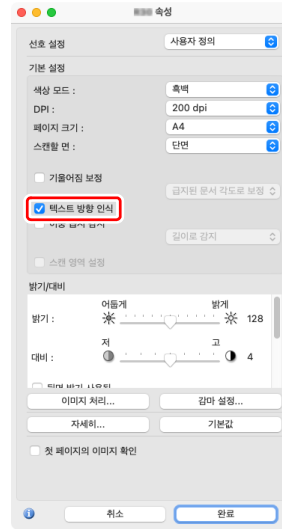 속성
선호 설정 사용자 정의
기본 설정
색상 모드 : 흑백
DPI : 200 dpi
페이지 크기 : A4
스캔할 면 : 단면
기울어짐 보정
급지된 문서 각도로 보정
텍스트 방향 인식
이중 급지 감지
길이로 감지
스캔 영역 설정
밝기/대비
어둡게 밝게
밝기 : 128
저 고
대비 : 4
이미지 처리... 감마 설정...
자세히... 기본값
첫 페이지의 이미지 확인
취소 완료